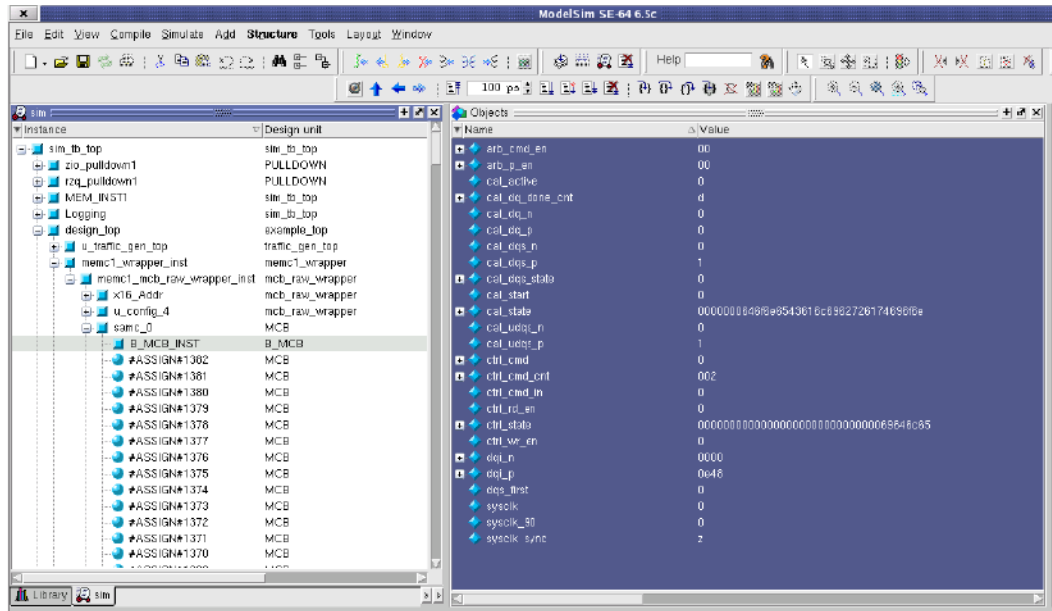 ModelSim SE-64 6.5c
File Edit View Compile Simulate Add Structure Tools Layout Window
Help
100 ps
sim
Objects
Instance Design unit
Name Value
sim_tb_top sim_tb_top
zio_pulldown1 PULLDOWN
rzq_pulldown1 PULLDOWN
MEM_INST1 sim_tb_top
Logging sim_tb_top
design_top example_top
u_traffic_gen_top traffic_gen_top
memc1_wrapper_inst memc1_wrapper
memc1_mcb_raw_wrapper_inst mcb_raw_wrapper
x16_Addr mcb_raw_wrapper
u_config_4 mcb_raw_wrapper
samc_0 MCB
B_MCB_INST B_MCB
#ASSIGN#1382 MCB
#ASSIGN#1381 MCB
#ASSIGN#1380 MCB
#ASSIGN#1379 MCB
#ASSIGN#1378 MCB
#ASSIGN#1377 MCB
#ASSIGN#1376 MCB
#ASSIGN#1375 MCB
#ASSIGN#1374 MCB
#ASSIGN#1373 MCB
#ASSIGN#1372 MCB
#ASSIGN#1371 MCB
#ASSIGN#1370 MCB
Library sim
arb_cmd_en 00
arb_p_en 00
cal_active 0
cal_dq_done_cnt d
cal_dq_n 0
cal_dq_p 0
cal_dqs_n 0
cal_dqs_p 1
cal_dqs_state 0
cal_start 0
cal_state
cal_udqs_n 0
cal_udqs_p 1
ctrl_cmd 0
ctrl_cmd_cnt 002
ctrl_cmd_in 0
ctrl_rd_en 0
ctrl_state
ctrl_wr_en 0
dqi_n 0000
dqi_p 0e48
dqs_first 0
sysclk 0
sysclk_90 0
sysclk_sync z